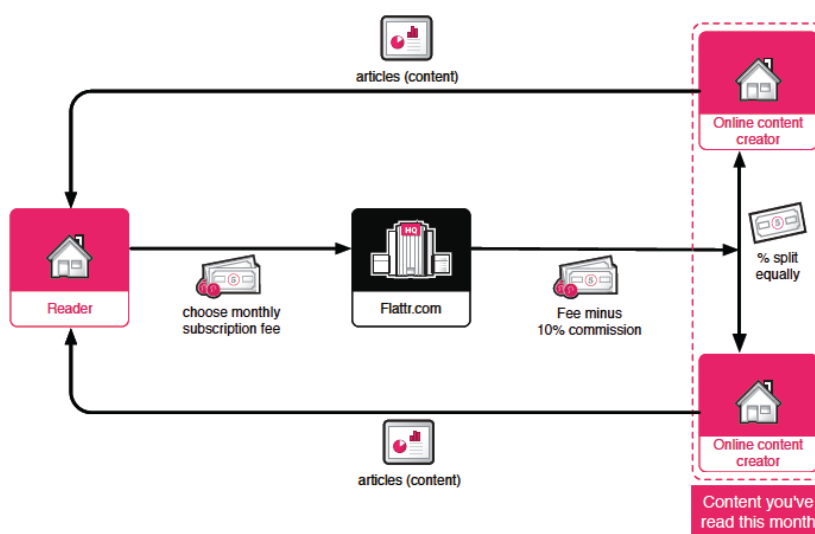 articles (content)
Online content
creator
HQ
% split
equally
Reader
choose monthly
subscription fee
Flattr.com
Fee minus
10% commission
articles (content)
Online content
creator
Content you've
read this month